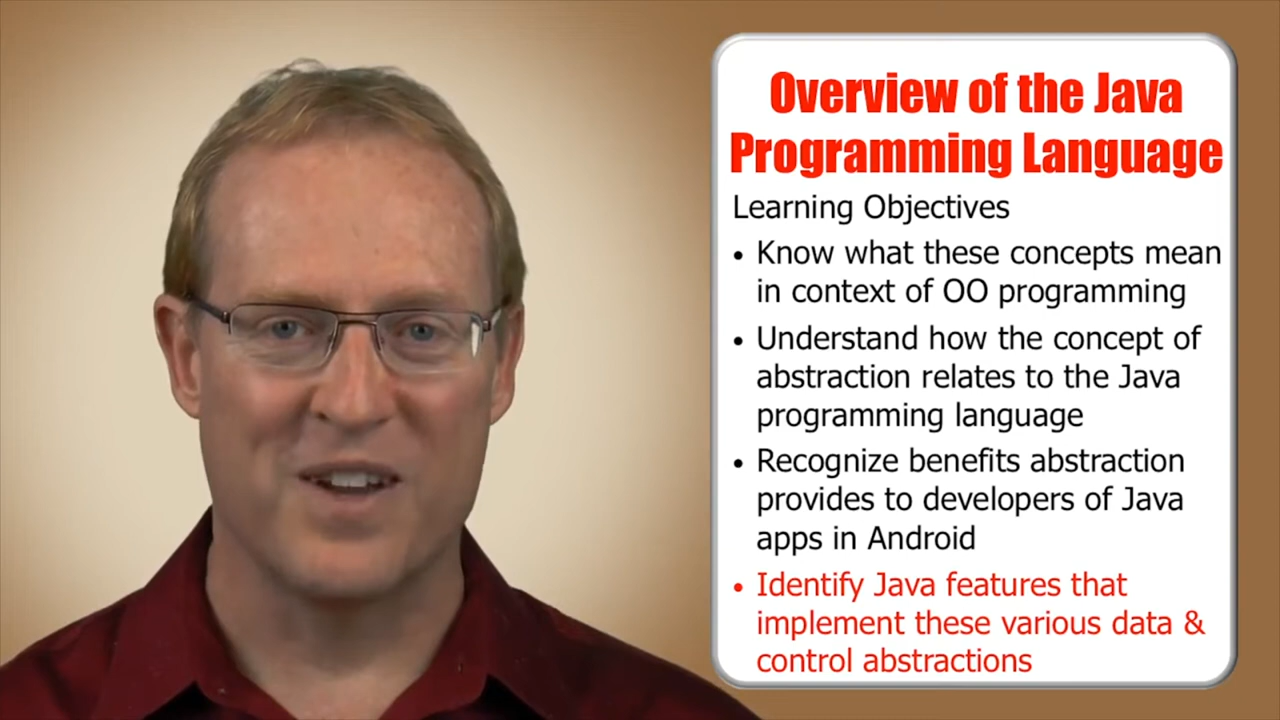 Overview of the Java
Programming Language
Learning Objectives
• Know what these concepts mean
in context of OO programming
• Understand how the concept of
abstraction relates to the Java
programming language
• Recognize benefits abstraction
provides to developers of Java
apps in Android
• Identify Java features that
implement these various data &
control abstractions